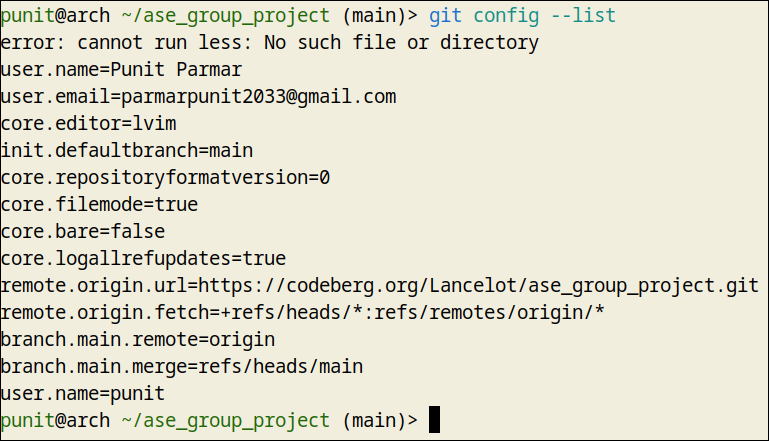 punit@arch ~/ase_group_project (main)> git config --list
error: cannot run less: No such file or directory
user.name=Punit Parmar
user.email=parmarpunit2033@gmail.com
core.editor=lvim
init.defaultbranch=main
core.repositoryformatversion=0
core.filemode=true
core.bare=false
core.logallrefupdates=true
remote.origin.url=https://codeberg.org/Lancelot/ase_group_project.git
remote.origin.fetch=+refs/heads/*:refs/remotes/origin/*
branch.main.remote=origin
branch.main.merge=refs/heads/main
user.name=punit
punit@arch ~/ase_group_project (main)>